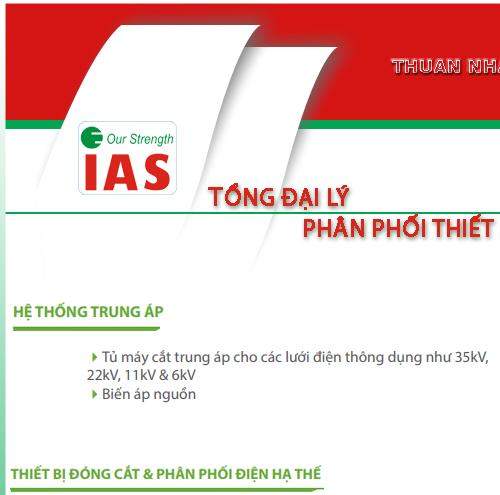 THUAN NHA
Our Strength
IAS
TỔNG ĐẠI LÝ
PHÂN PHỐI THIẾT
HỆ THỐNG TRUNG ÁP
Tủ máy cắt trung áp cho các lưới điện thông dụng như 35kV,
22kV, 11kV & 6kV
Biến áp nguồn
THIẾT BỊ ĐÓNG CẮT & PHÂN PHỐI ĐIỆN HẠ THẾ